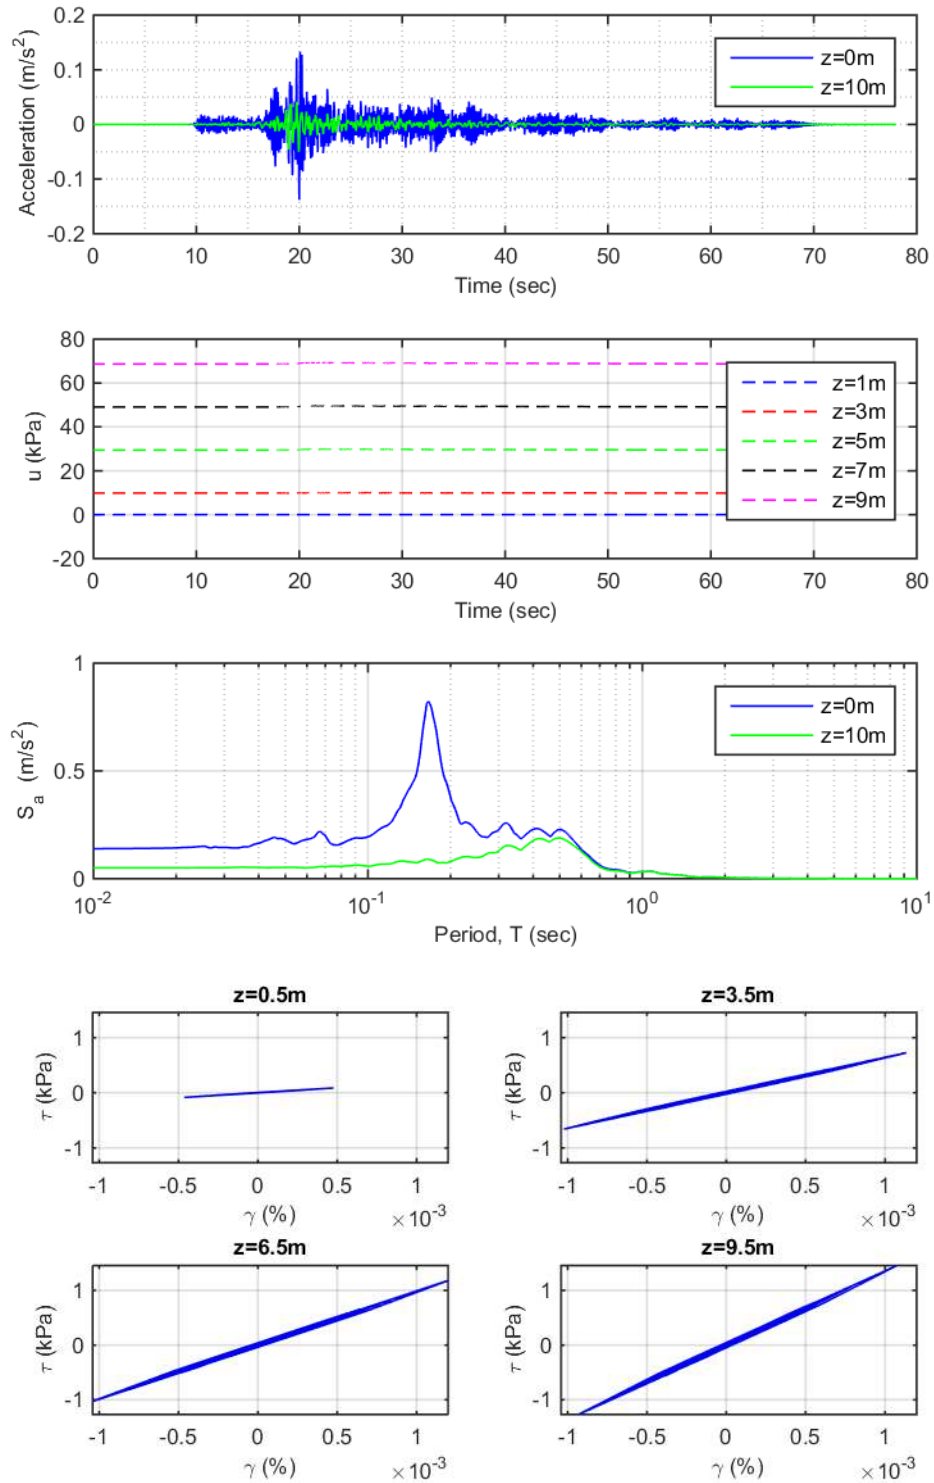 0.2
0.1
0
-0.1
-0.2
Acceleration (m/s²)
z=0m
z=10m
0 10 20 30 40 50 60 70 80
Time (sec)
80
60
40
20
0
-20
u (kPa)
z=1m
z=3m
z=5m
z=7m
z=9m
0 10 20 30 40 50 60 70 80
Time (sec)
1
0.5
0
S_a (m/s²)
z=0m
z=10m
10⁻² 10⁻¹ 10⁰ 10¹
Period, T (sec)
z=0.5m
1
0
-1
τ (kPa)
-1 -0.5 0 0.5 1
γ (%) ×10⁻³
z=3.5m
1
0
-1
τ (kPa)
-1 -0.5 0 0.5 1
γ (%) ×10⁻³
z=6.5m
1
0
-1
τ (kPa)
-1 -0.5 0 0.5 1
γ (%) ×10⁻³
z=9.5m
1
0
-1
τ (kPa)
-1 -0.5 0 0.5 1
γ (%) ×10⁻³